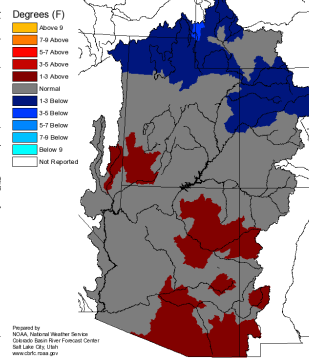 Degrees (F)
Above 9
7-9 Above
5-7 Above
3-5 Above
1-3 Above
Normal
1-3 Below
3-5 Below
5-7 Below
7-9 Below
Below 9
Not Reported
Prepared by
NOAA, National Weather Service
Colorado Basin River Forecast Center
Salt Lake City, Utah
www.cbrfc.noaa.gov